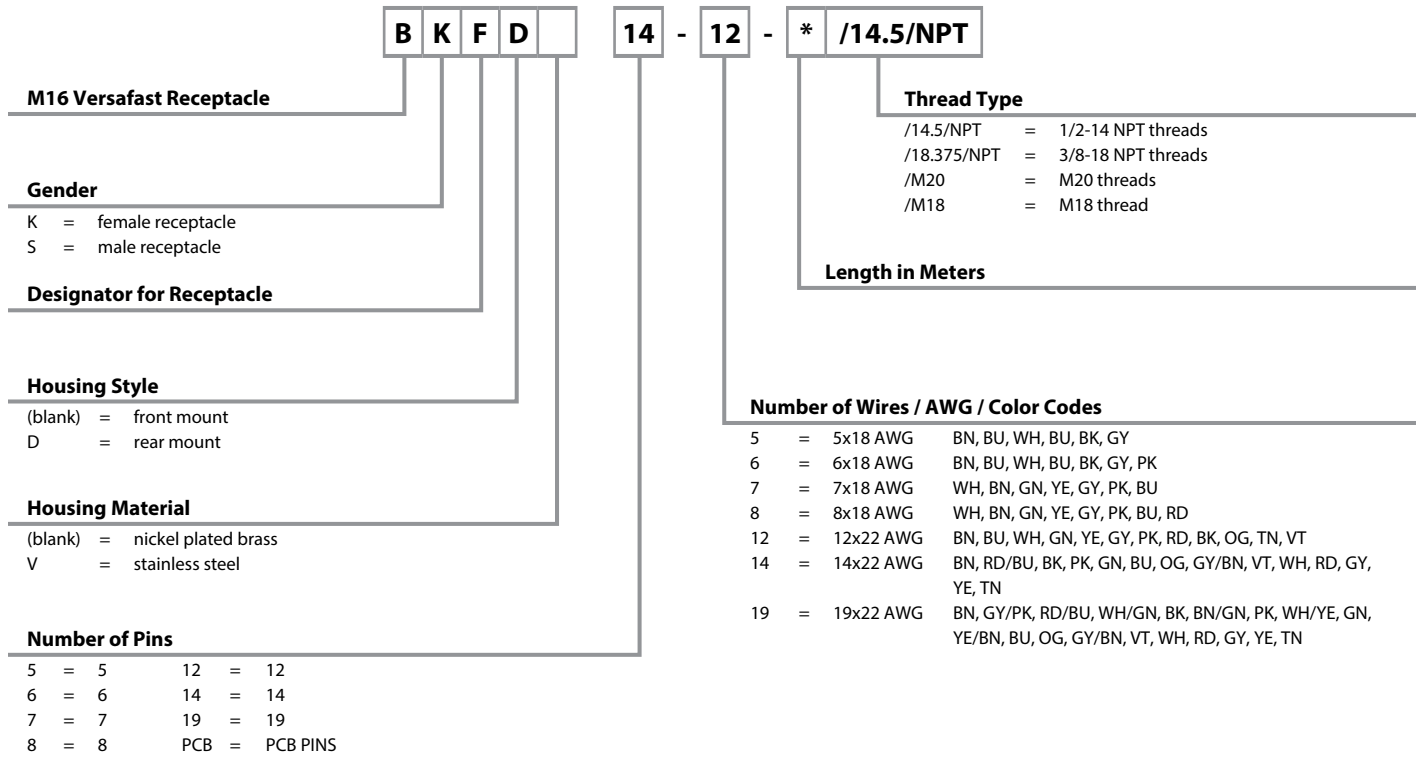 B K F D 14 - 12 - * /14.5/NPT
M16 Versafast Receptacle
Gender
K = female receptacle
S = male receptacle
Designator for Receptacle
Housing Style
(blank) = front mount
D = rear mount
Housing Material
(blank) = nickel plated brass
V = stainless steel
Number of Pins
5 = 5 12 = 12
6 = 6 14 = 14
7 = 7 19 = 19
8 = 8 PCB = PCB PINS
Thread Type
/14.5/NPT = 1/2-14 NPT threads
/18.375/NPT = 3/8-18 NPT threads
/M20 = M20 threads
/M18 = M18 thread
Length in Meters
Number of Wires / AWG / Color Codes
5 = 5x18 AWG BN, BU, WH, BU, BK, GY
6 = 6x18 AWG BN, BU, WH, BU, BK, GY, PK
7 = 7x18 AWG WH, BN, GN, YE, GY, PK, BU
8 = 8x18 AWG WH, BN, GN, YE, GY, PK, BU, RD
12 = 12x22 AWG BN, BU, WH, GN, YE, GY, PK, RD, BK, OG, TN, VT
14 = 14x22 AWG BN, RD/BU, BK, PK, GN, BU, OG, GY/BN, VT, WH, RD, GY,
YE, TN
19 = 19x22 AWG BN, GY/PK, RD/BU, WH/GN, BK, BN/GN, PK, WH/YE, GN,
YE/BN, BU, OG, GY/BN, VT, WH, RD, GY, YE, TN